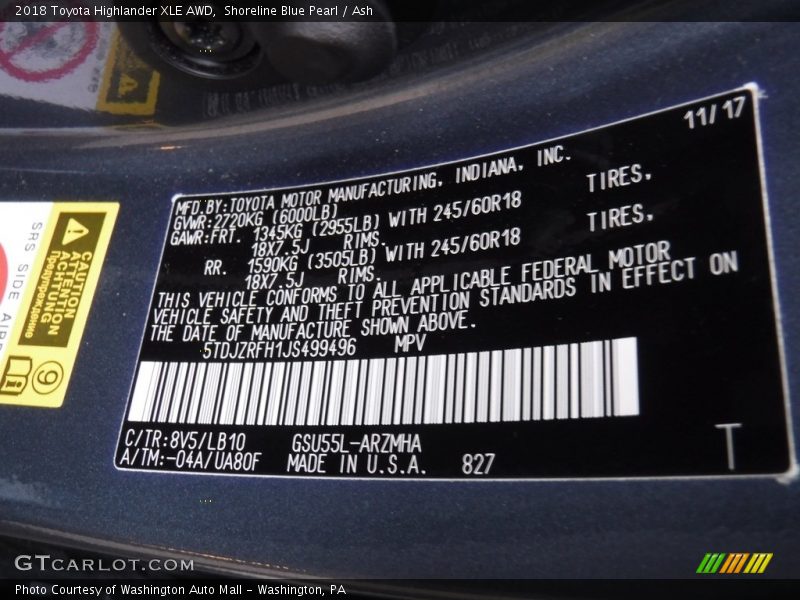 2018 Toyota Highlander XLE AWD, Shoreline Blue Pearl / Ash
11/17
MFD.BY:TOYOTA MOTOR MANUFACTURING, INDIANA, INC.
GVWR:2720KG (6000LB)
GAWR:FRT. 1345KG (2955LB) WITH 245/60R18 TIRES,
18X7.5J RIMS.
RR. 1590KG (3505LB) WITH 245/60R18 TIRES,
18X7.5J RIMS.
THIS VEHICLE CONFORMS TO ALL APPLICABLE FEDERAL MOTOR
VEHICLE SAFETY AND THEFT PREVENTION STANDARDS IN EFFECT ON
THE DATE OF MANUFACTURE SHOWN ABOVE.
5TDJZRFH1JS499496 MPV
C/TR:8V5/LB10 GSU55L-ARZMHA
A/TM:-04A/UA80F MADE IN U.S.A. 827
T
SRS SIDE
CAUTION
ATTENTION
ACHTUNG
Предупреждение
GTCARLOT.COM
Photo Courtesy of Washington Auto Mall - Washington, PA